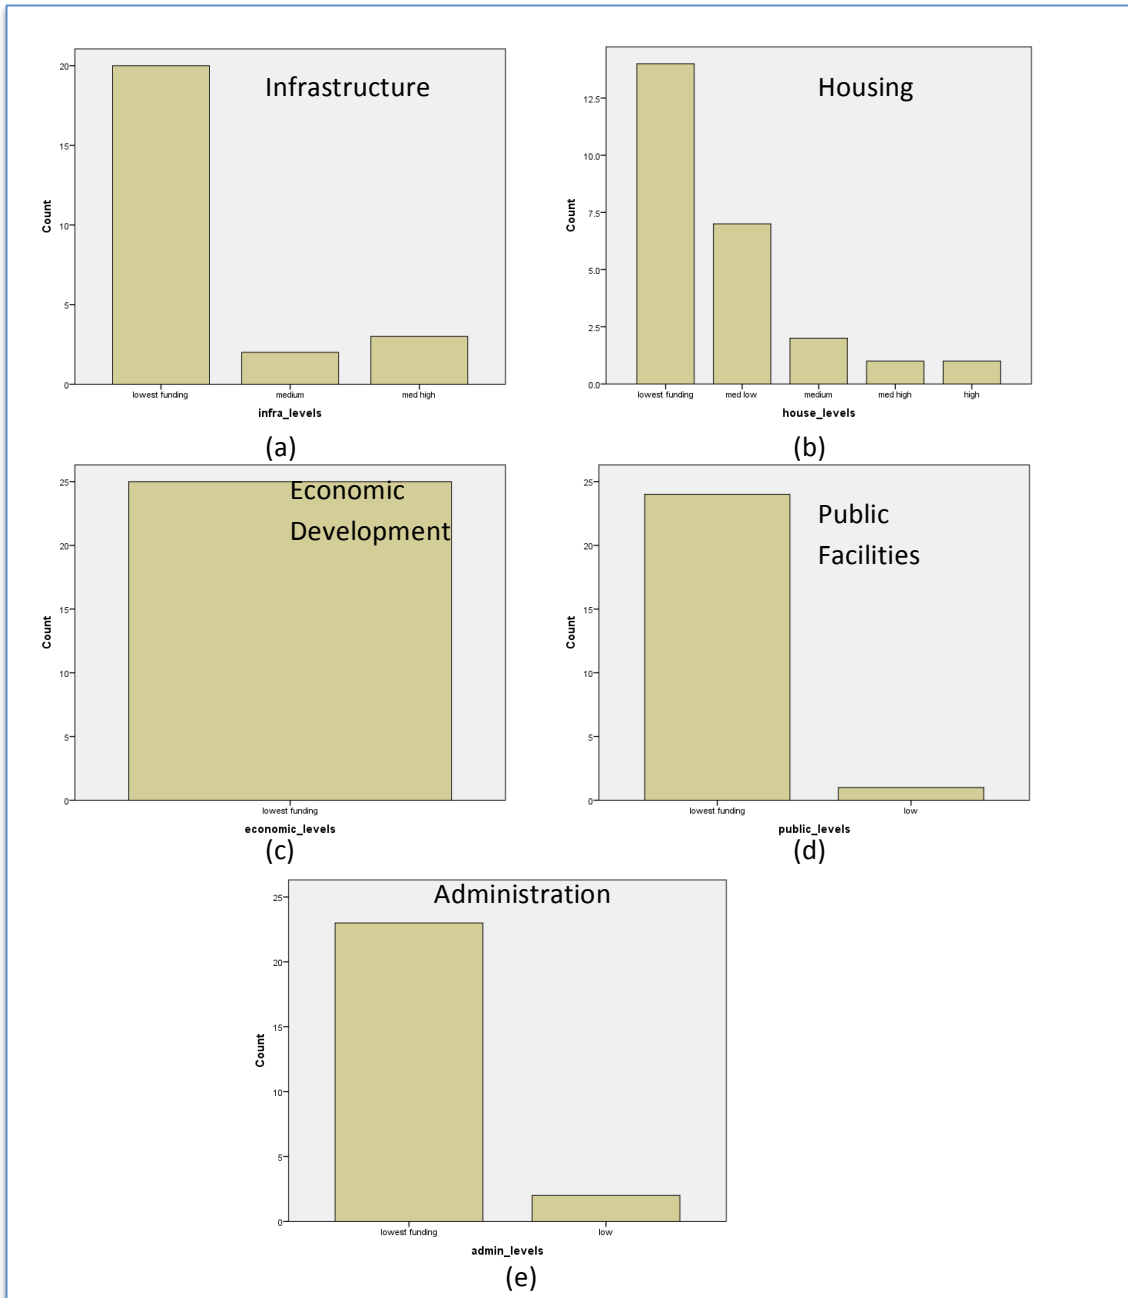 Infrastructure
20
15
10
5
0
Count
lowest funding medium med high
infra_levels
(a)
Housing
12.5
10.0
7.5
5.0
2.5
0.0
Count
lowest funding med low medium med high high
house_levels
(b)
Economic
Development
25
20
15
10
5
0
Count
lowest funding
economic_levels
(c)
Public
Facilities
25
20
15
10
5
0
Count
lowest funding low
public_levels
(d)
Administration
25
20
15
10
5
0
Count
lowest funding low
admin_levels
(e)